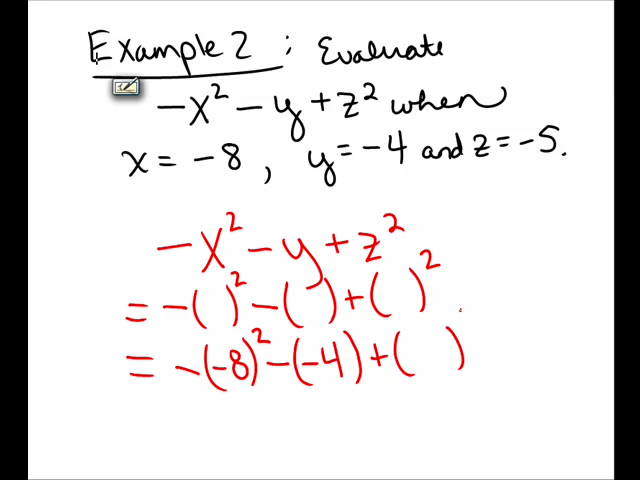 Example 2 : Evaluate
-x² - y + z² when
x = -8, y = -4 and z = -5.
-x² - y + z²
= -( )² - ( ) + ( )²
= -(-8)² - (-4) + ( )